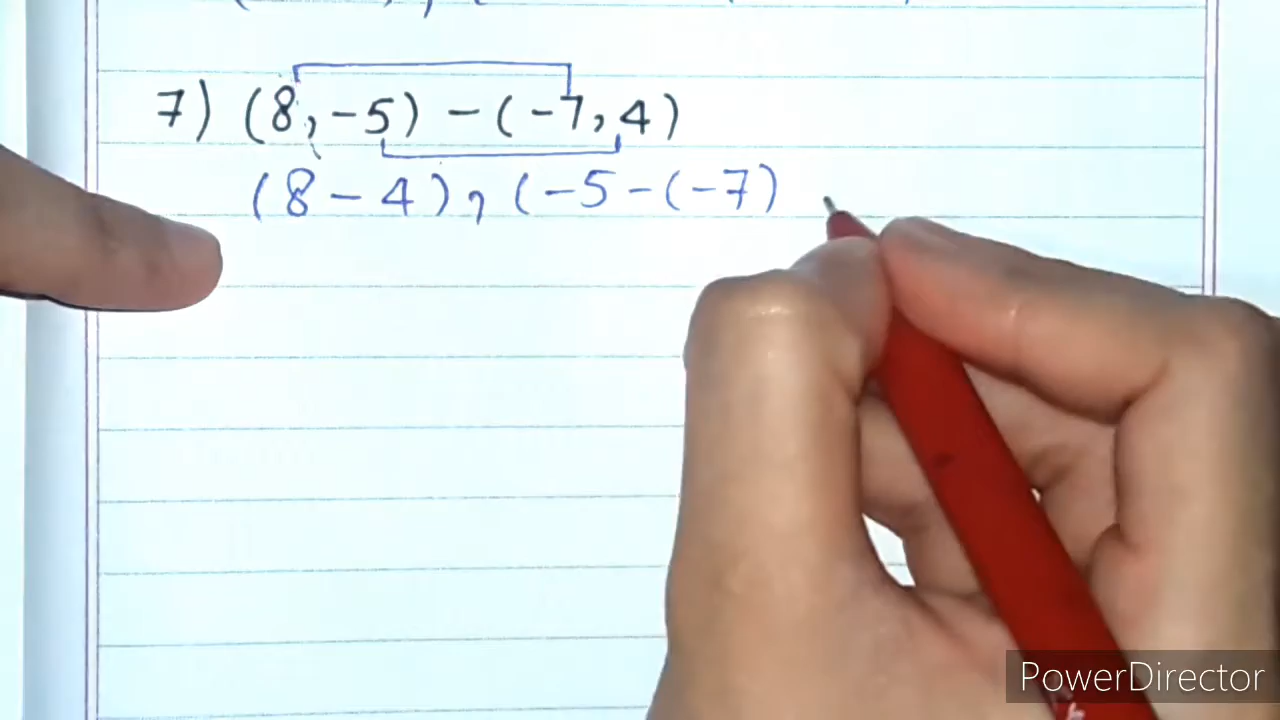 7) (8, -5) - (-7, 4)
(8 - 4), (-5 - (-7)
PowerDirector